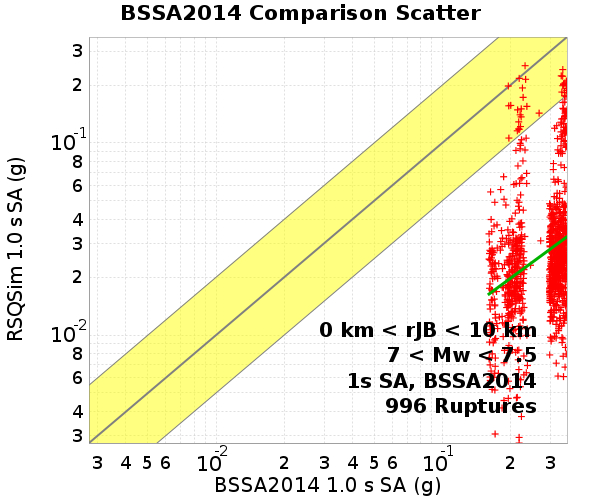 BSSA2014 Comparison Scatter
RSQSim 1.0 s SA (g)
3
2
10^-1
8
6
4
3
2
10^-2
8
6
4
3
0 km < rJB < 10 km
7 < Mw < 7.5
1s SA, BSSA2014
996 Ruptures
3 4 5 6 10^-2 2 3 4 5 6 10^-1 2 3
BSSA2014 1.0 s SA (g)